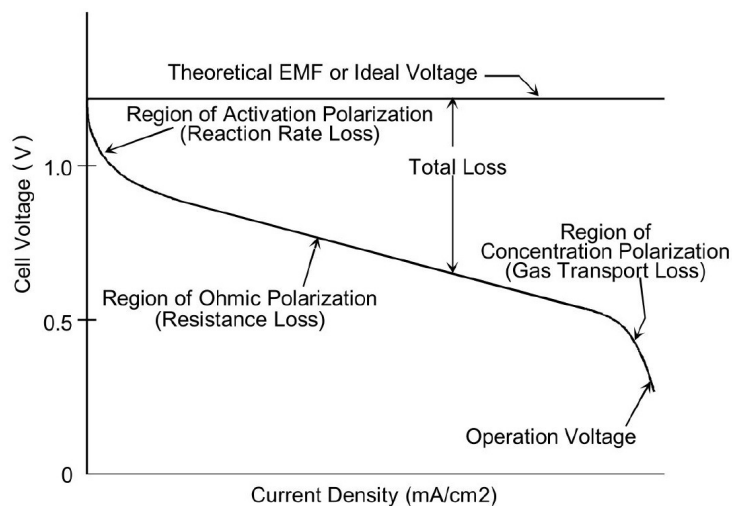 Theoretical EMF or Ideal Voltage
Region of Activation Polarization
(Reaction Rate Loss)
1.0
Total Loss
Cell Voltage (V)
Region of
Concentration Polarization
(Gas Transport Loss)
Region of Ohmic Polarization
(Resistance Loss)
0.5
Operation Voltage
0
Current Density (mA/cm2)